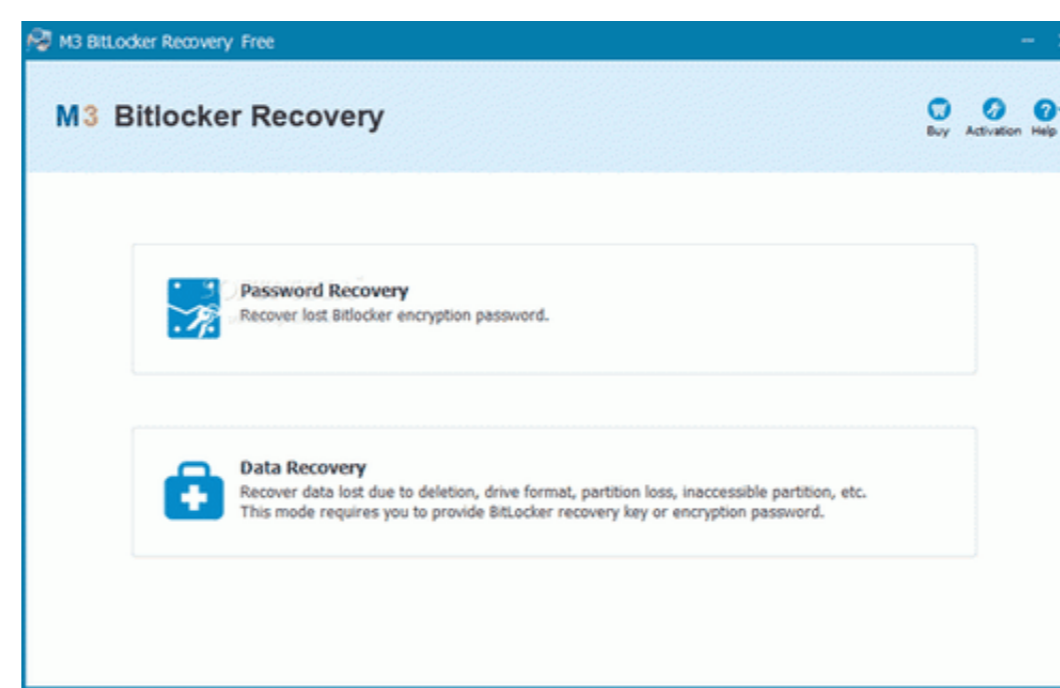 M3 BitLocker Recovery Free
M3 Bitlocker Recovery
Buy Activation Help
Password Recovery
Recover lost Bitlocker encryption password.
Data Recovery
Recover data lost due to deletion, drive format, partition loss, inaccessible partition, etc.
This mode requires you to provide BitLocker recovery key or encryption password.